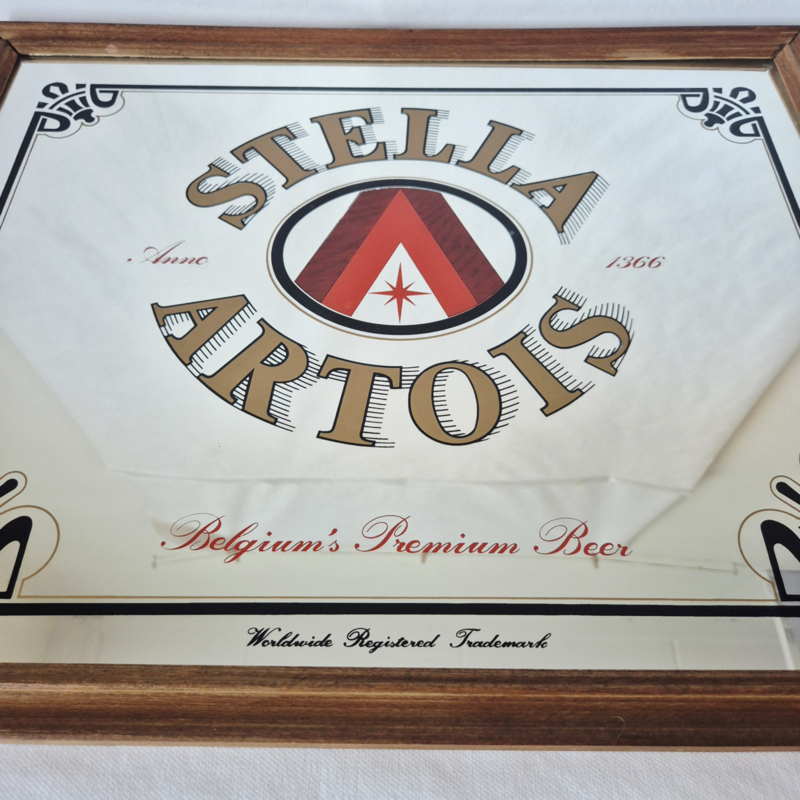 STELLA
Anno 1366
ARTOIS
Belgium's Premium Beer
Worldwide Registered Trademark